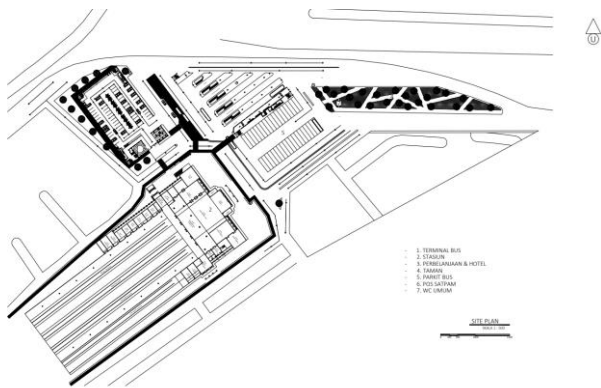 U
- 1. TERMINAL BUS
- 2. STASIUN
- 3. PERBELANJAAN & HOTEL
- 4. TAMAN
- 5. PARKIT BUS
- 6. POS SATPAM
- 7. WC UMUM
SITE PLAN